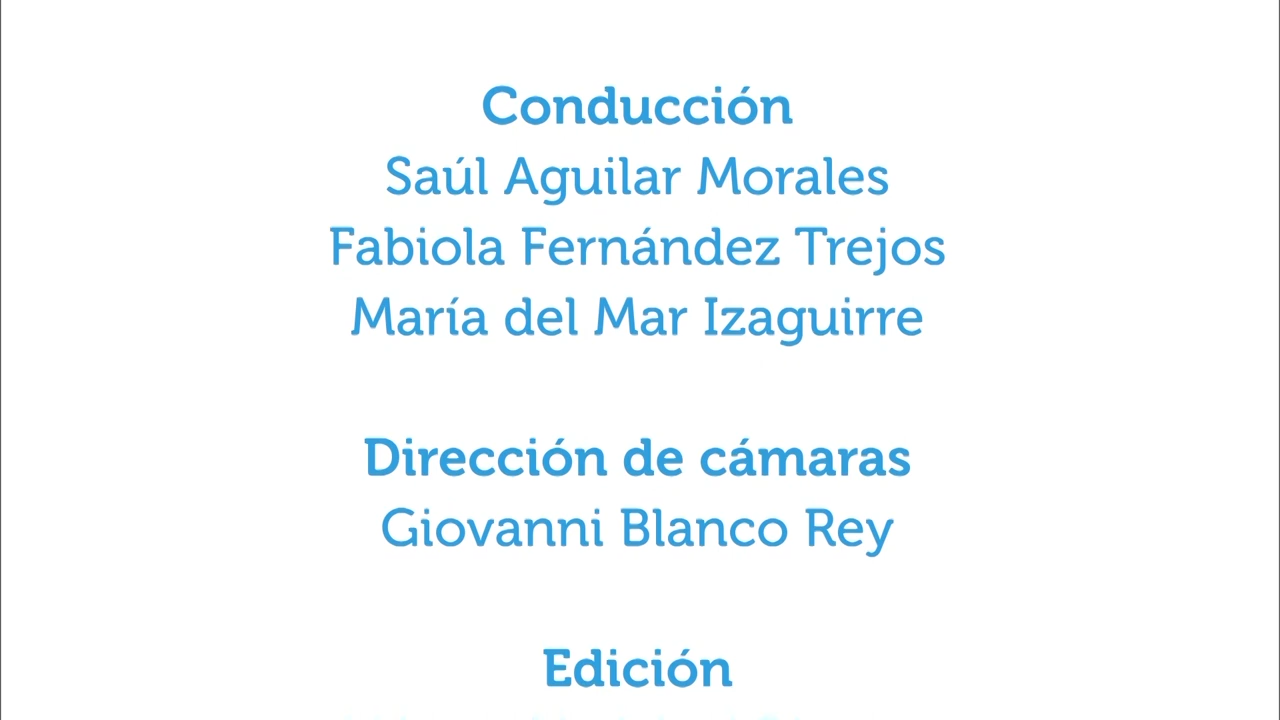 Conducción
Saúl Aguilar Morales
Fabiola Fernández Trejos
María del Mar Izaguirre
Dirección de cámaras
Giovanni Blanco Rey
Edición